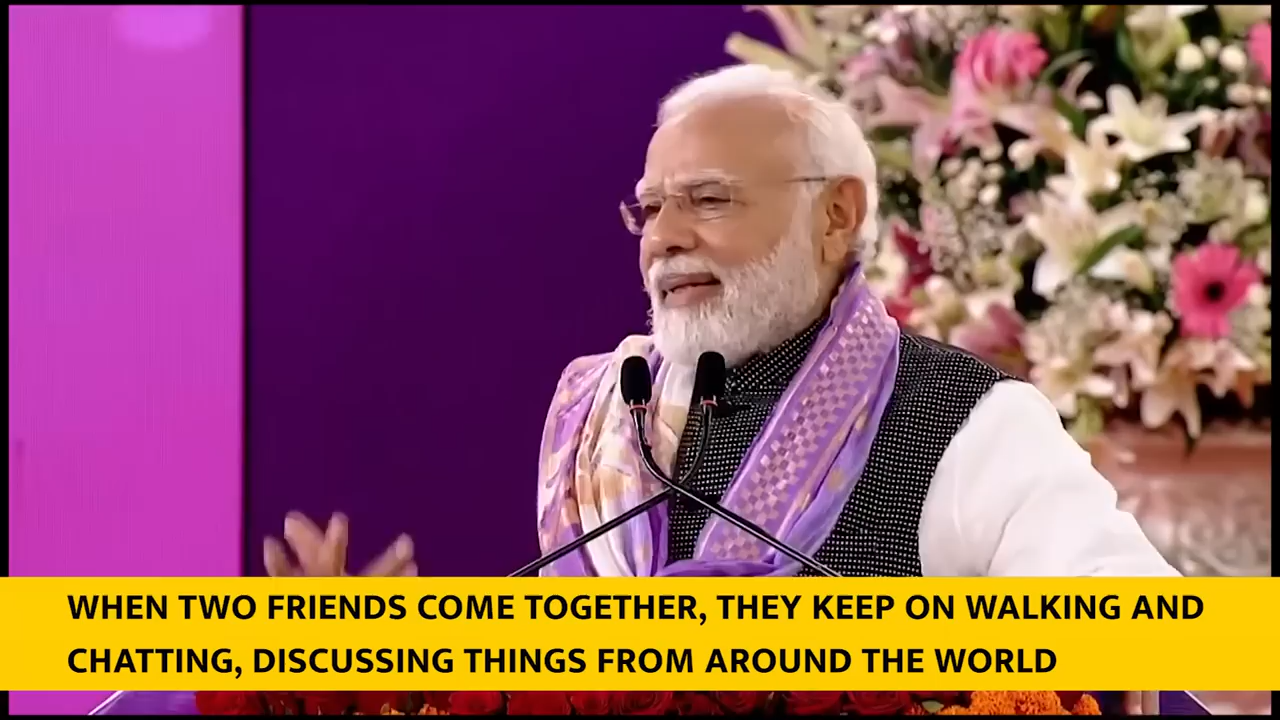 WHEN TWO FRIENDS COME TOGETHER, THEY KEEP ON WALKING AND
CHATTING, DISCUSSING THINGS FROM AROUND THE WORLD